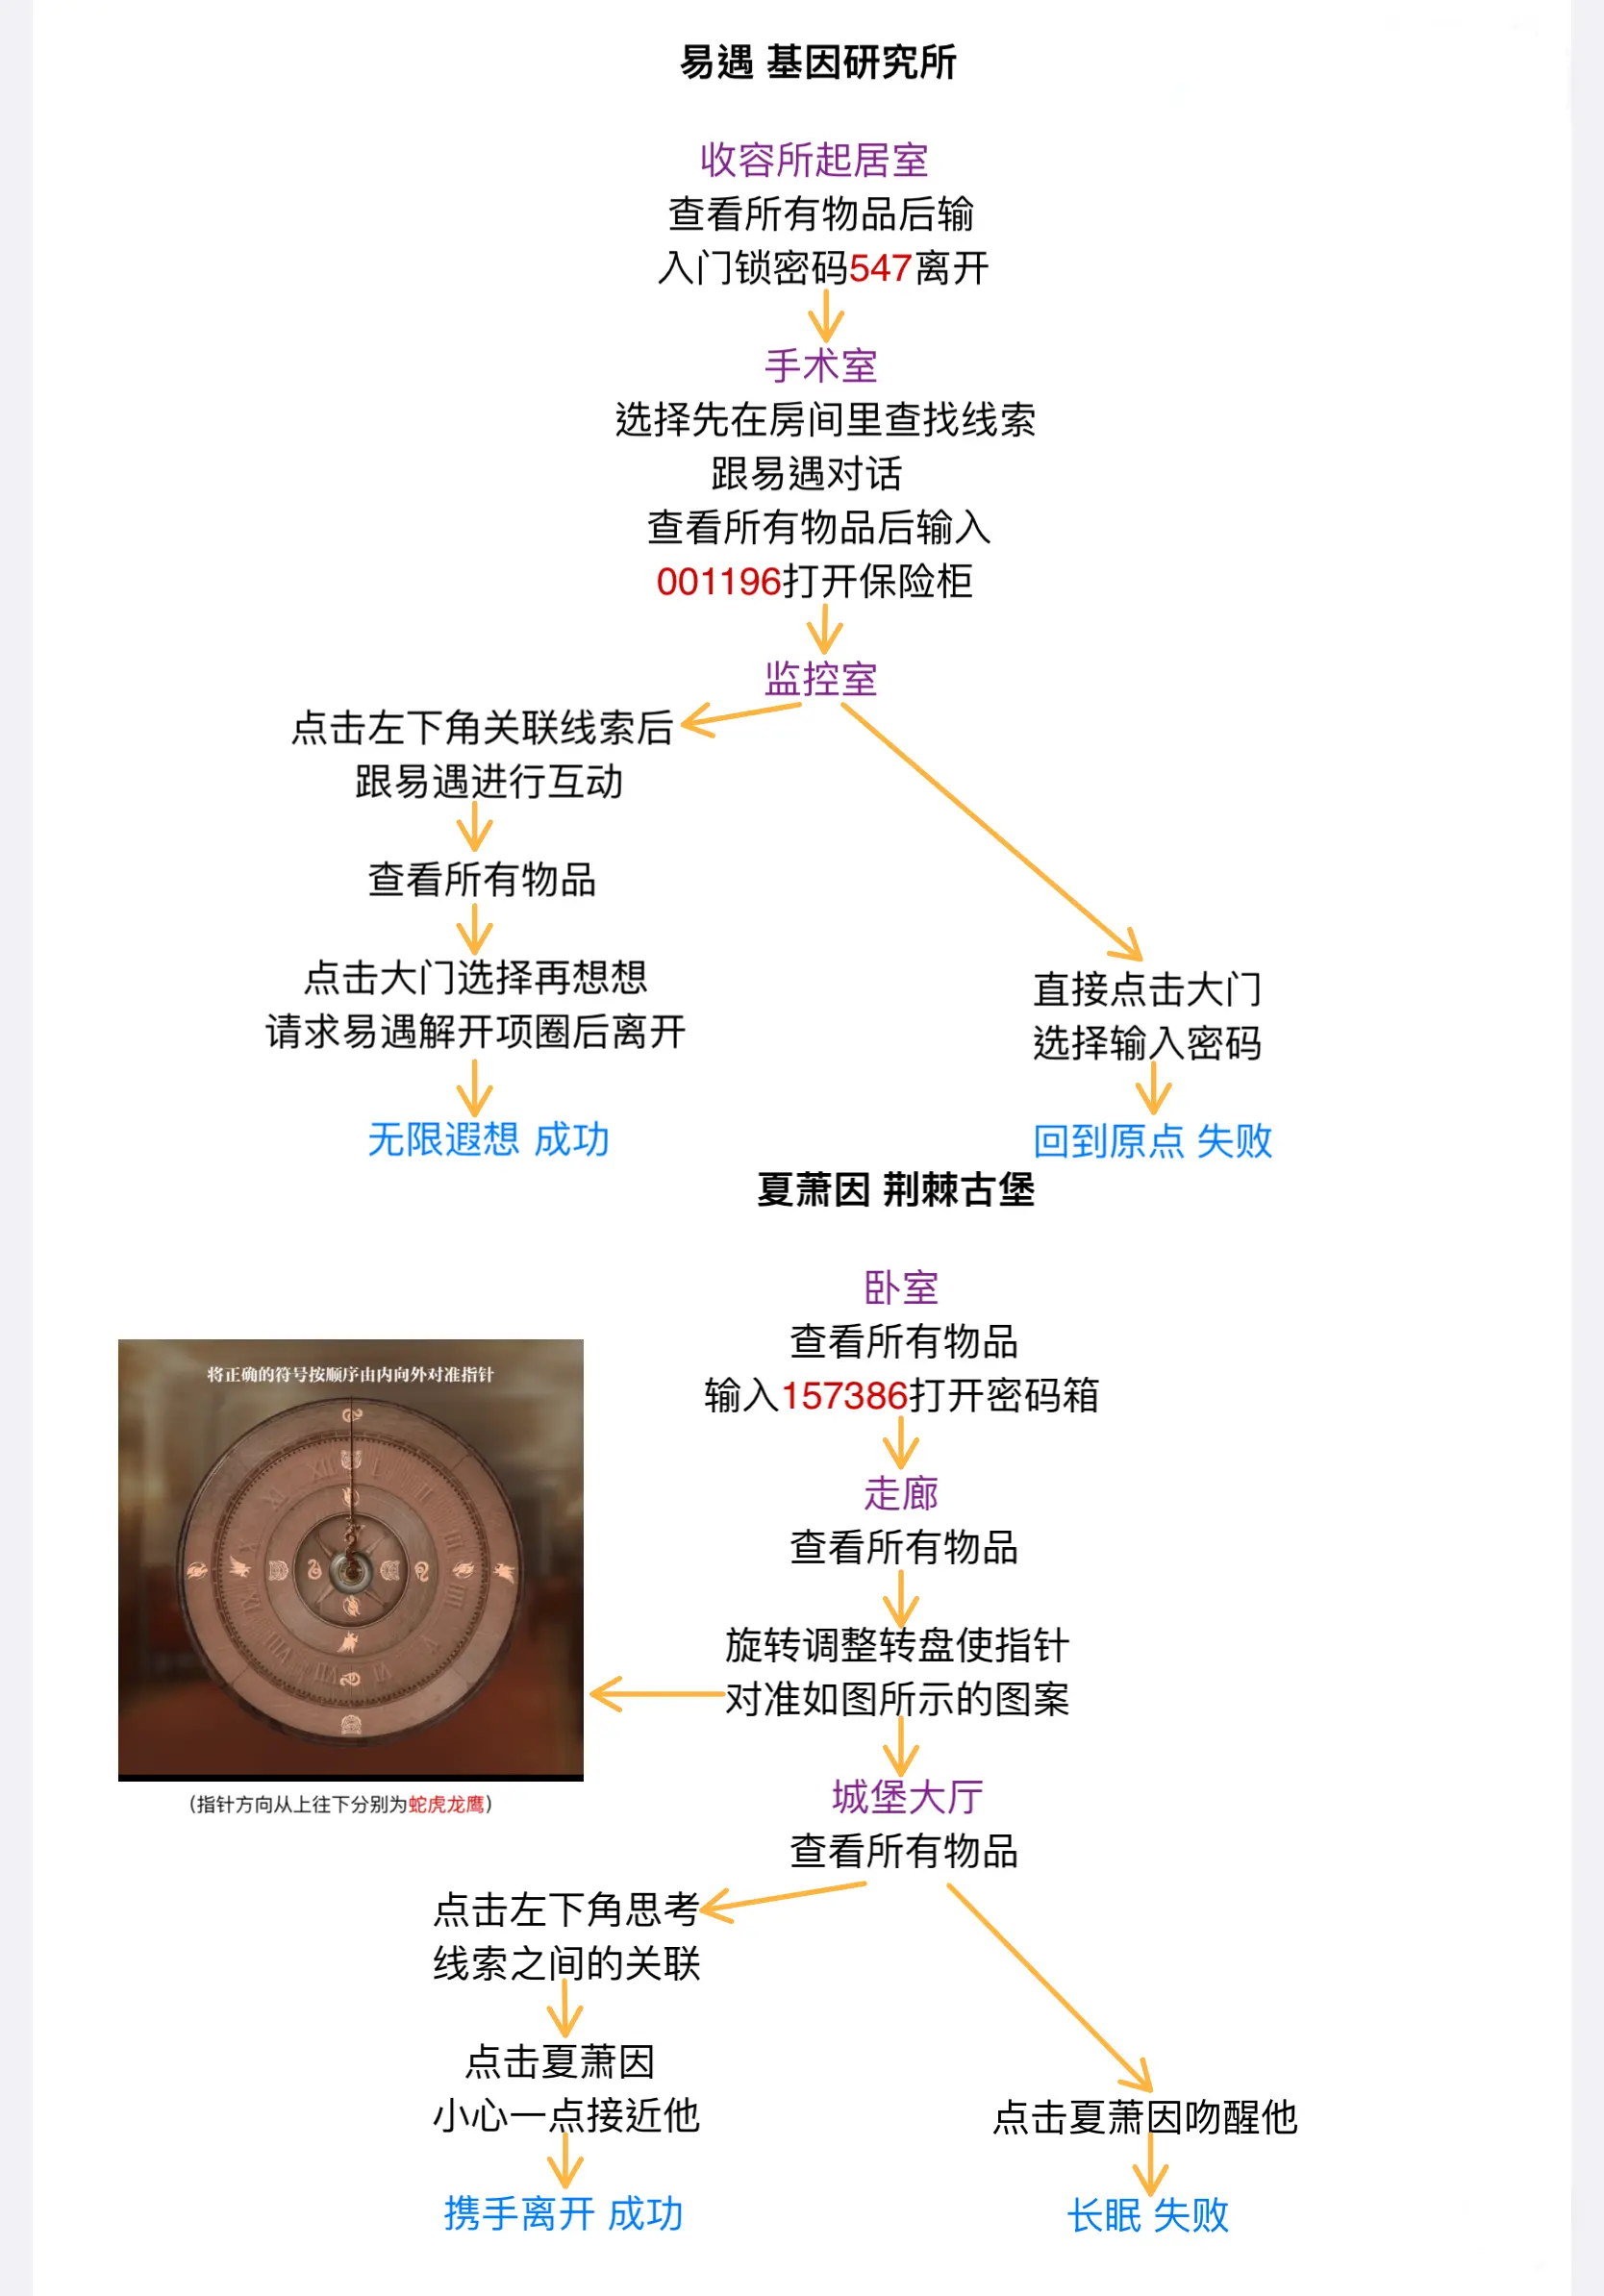 易遇 基因研究所
收容所起居室
查看所有物品后输
入门锁密码547离开
手术室
选择先在房间里查找线索
跟易遇对话
查看所有物品后输入
001196打开保险柜
监控室
点击左下角关联线索后
跟易遇进行互动
查看所有物品
点击大门选择再想想
请求易遇解开项圈后离开
无限遐想 成功
直接点击大门
选择输入密码
回到原点 失败
夏萧因 荆棘古堡
卧室
查看所有物品
输入157386打开密码箱
走廊
查看所有物品
旋转调整转盘使指针
对准如图所示的图案
将正确的符号按顺序由内向外对准指针
XII
I
II
III
IIII
V
VI
VII
VIII
IX
X
XI
(指针方向从上往下分别为蛇虎龙鹰)
城堡大厅
查看所有物品
点击左下角思考
线索之间的关联
点击夏萧因
小心一点接近他
携手离开 成功
点击夏萧因吻醒他
长眠 失败